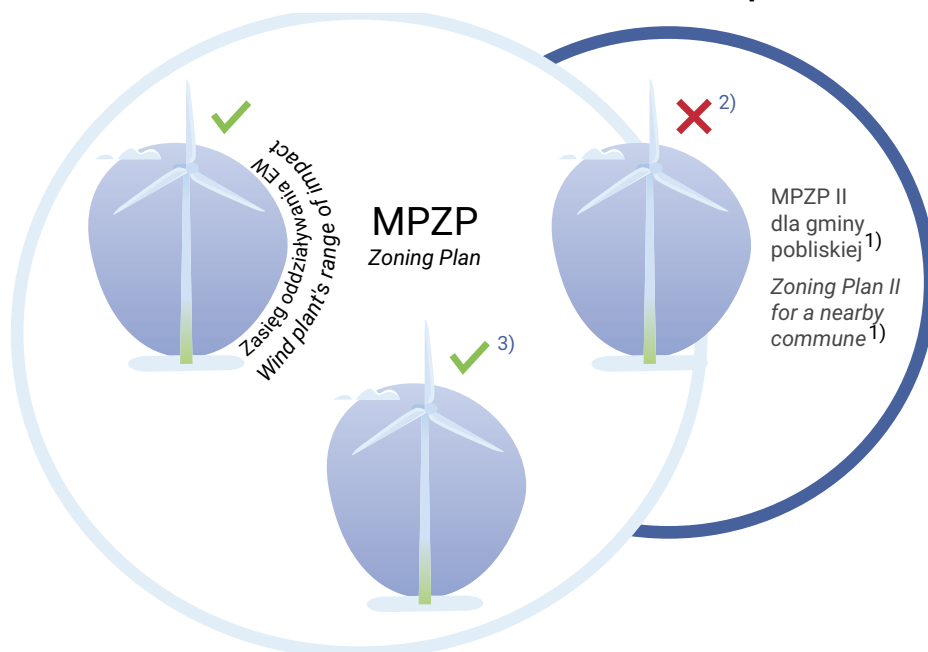 2)
Zasięg oddziaływania EW
Wind plant's range of impact
MPZP
Zoning Plan
MPZP II
dla gminy
pobliskiej 1)
Zoning Plan II
for a nearby
commune 1)
3)